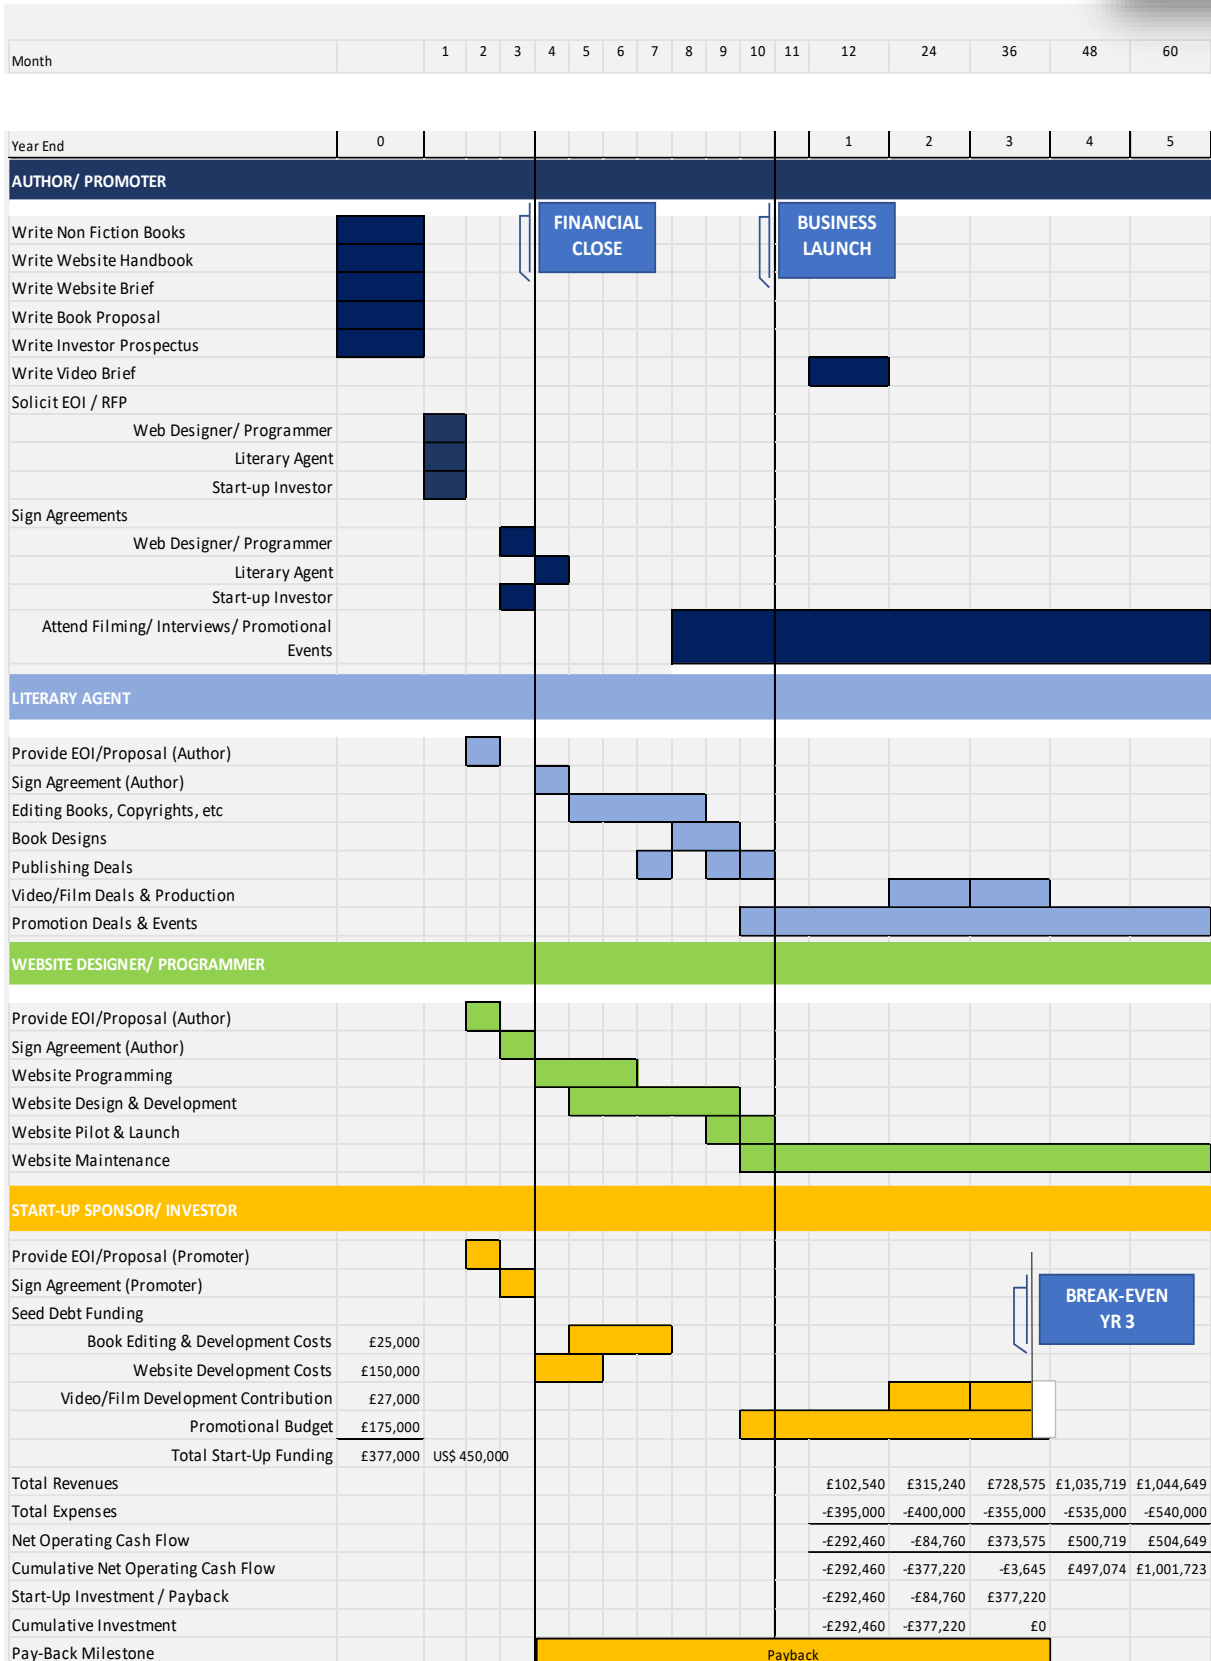 Month 1 2 3 4 5 6 7 8 9 10 11 12 24 36 48 60
Year End 0 1 2 3 4 5
AUTHOR/ PROMOTER
FINANCIAL
CLOSE
BUSINESS
LAUNCH
Write Non Fiction Books
Write Website Handbook
Write Website Brief
Write Book Proposal
Write Investor Prospectus
Write Video Brief
Solicit EOI / RFP
Web Designer/ Programmer
Literary Agent
Start-up Investor
Sign Agreements
Web Designer/ Programmer
Literary Agent
Start-up Investor
Attend Filming/ Interviews/ Promotional
Events
LITERARY AGENT
Provide EOI/Proposal (Author)
Sign Agreement (Author)
Editing Books, Copyrights, etc
Book Designs
Publishing Deals
Video/Film Deals & Production
Promotion Deals & Events
WEBSITE DESIGNER/ PROGRAMMER
Provide EOI/Proposal (Author)
Sign Agreement (Author)
Website Programming
Website Design & Development
Website Pilot & Launch
Website Maintenance
START-UP SPONSOR/ INVESTOR
Provide EOI/Proposal (Promoter)
Sign Agreement (Promoter)
BREAK-EVEN
YR 3
Seed Debt Funding
Book Editing & Development Costs £25,000
Website Development Costs £150,000
Video/Film Development Contribution £27,000
Promotional Budget £175,000
Total Start-Up Funding £377,000 US$ 450,000
Total Revenues £102,540 £315,240 £728,575 £1,035,719 £1,044,649
Total Expenses -£395,000 -£400,000 -£355,000 -£535,000 -£540,000
Net Operating Cash Flow -£292,460 -£84,760 £373,575 £500,719 £504,649
Cumulative Net Operating Cash Flow -£292,460 -£377,220 -£3,645 £497,074 £1,001,723
Start-Up Investment / Payback -£292,460 -£84,760 £377,220
Cumulative Investment -£292,460 -£377,220 £0
Pay-Back Milestone Payback